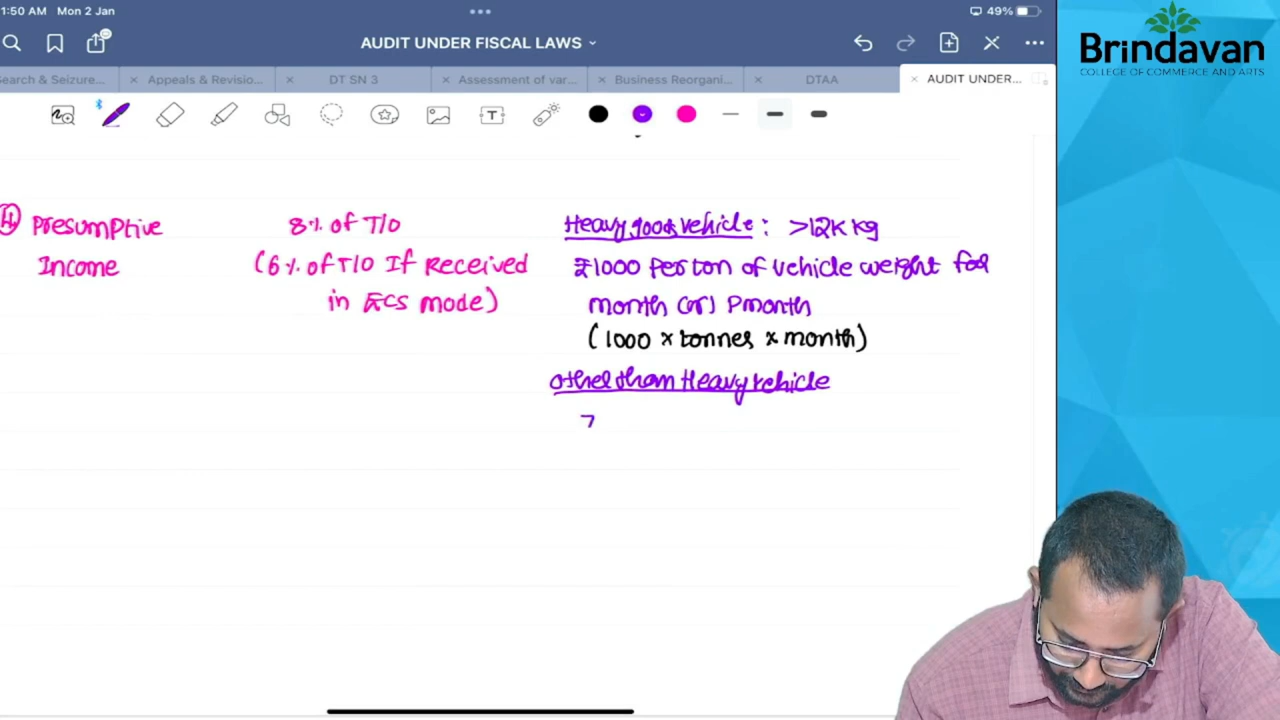 1:50 AM Mon 2 Jan
49%
AUDIT UNDER FISCAL LAWS
Brindavan
COLLEGE OF COMMERCE AND ARTS
earch & Seizure...
Appeals & Revisio...
DT SN 3
Assessment of var...
Business Reorgani...
DTAA
AUDIT UNDER...
④ Presumptive
Income
8% of T/O
(6% of T/O If Received
in ECS mode)
Heavy goods vehicle : >12K kg
₹1000 Per ton of vehicle weight for
month (or) Pmonth
(1000 × tonnes × month)
Other than Heavy vehicle